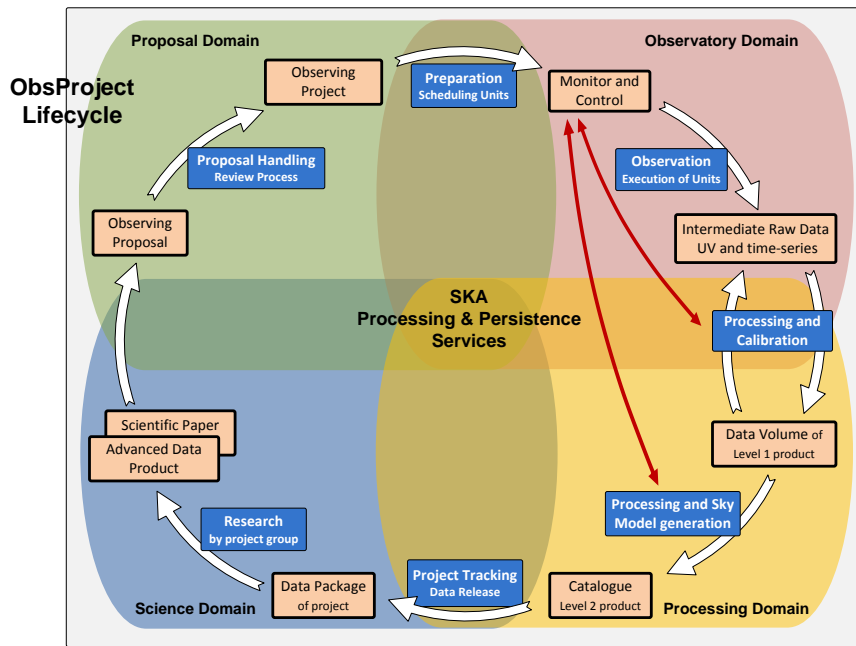 Proposal Domain
Observatory Domain
ObsProject
Lifecycle
Observing
Project
Preparation
Scheduling Units
Monitor and
Control
Proposal Handling
Review Process
Observation
Execution of Units
Observing
Proposal
Intermediate Raw Data
UV and time-series
SKA
Processing & Persistence
Services
Processing and
Calibration
Scientific Paper
Advanced Data
Product
Data Volume of
Level 1 product
Processing and Sky
Model generation
Research
by project group
Project Tracking
Data Release
Data Package
of project
Catalogue
Level 2 product
Science Domain
Processing Domain